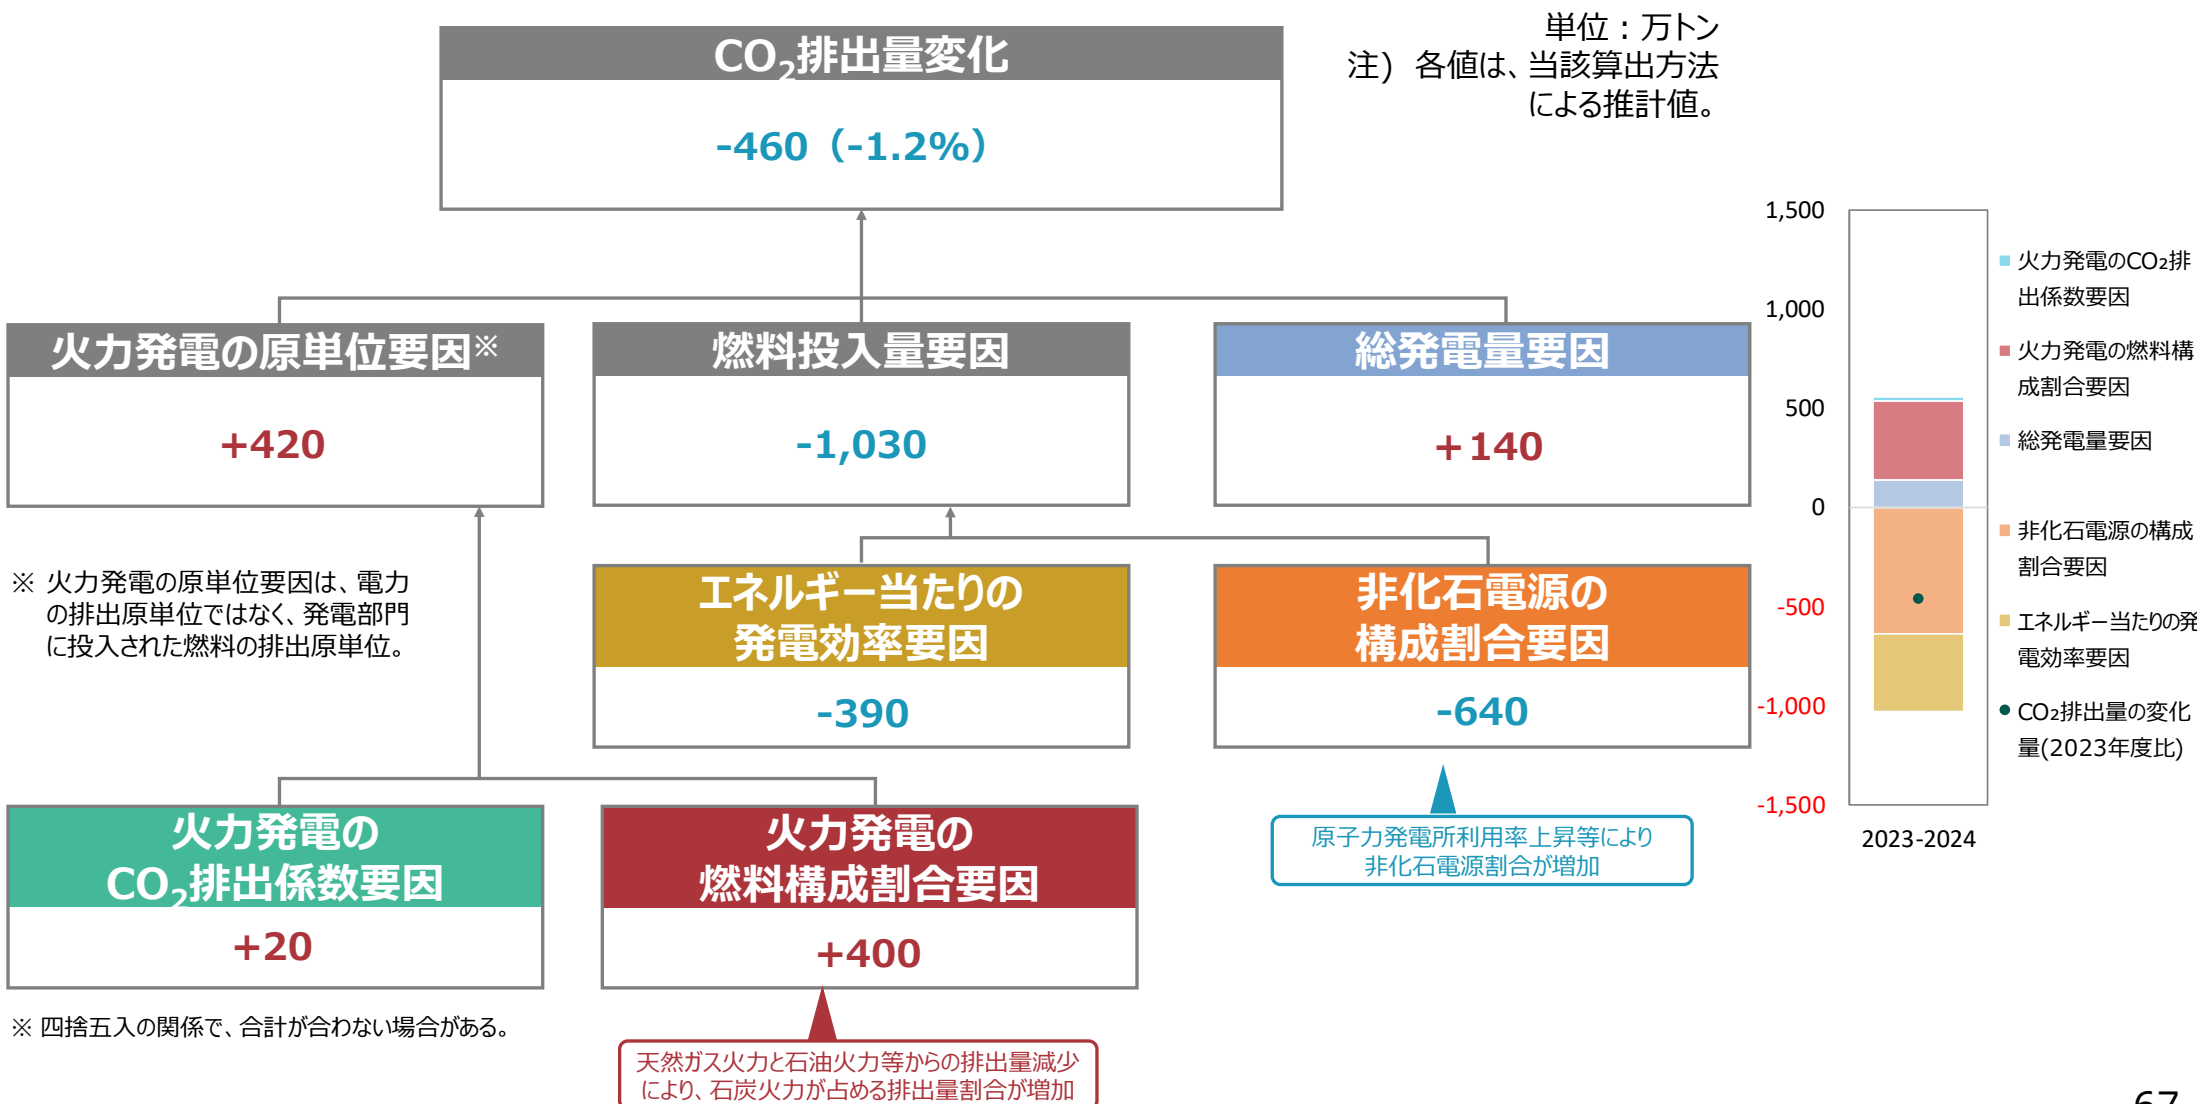 単位：万トン
注) 各値は、当該算出方法
による推計値。
CO₂排出量変化
-460（-1.2%）
火力発電の原単位要因※
+420
燃料投入量要因
-1,030
総発電量要因
＋140
※ 火力発電の原単位要因は、電力
の排出原単位ではなく、発電部門
に投入された燃料の排出原単位。
エネルギー当たりの
発電効率要因
-390
非化石電源の
構成割合要因
-640
原子力発電所利用率上昇等により
非化石電源割合が増加
火力発電の
CO₂排出係数要因
+20
火力発電の
燃料構成割合要因
+400
天然ガス火力と石油火力等からの排出量減少
により、石炭火力が占める排出量割合が増加
※ 四捨五入の関係で、合計が合わない場合がある。
1,500
1,000
500
0
-500
-1,000
-1,500
2023-2024
火力発電のCO₂排
出係数要因
火力発電の燃料構
成割合要因
総発電量要因
非化石電源の構成
割合要因
エネルギー当たりの発
電効率要因
CO₂排出量の変化
量(2023年度比)